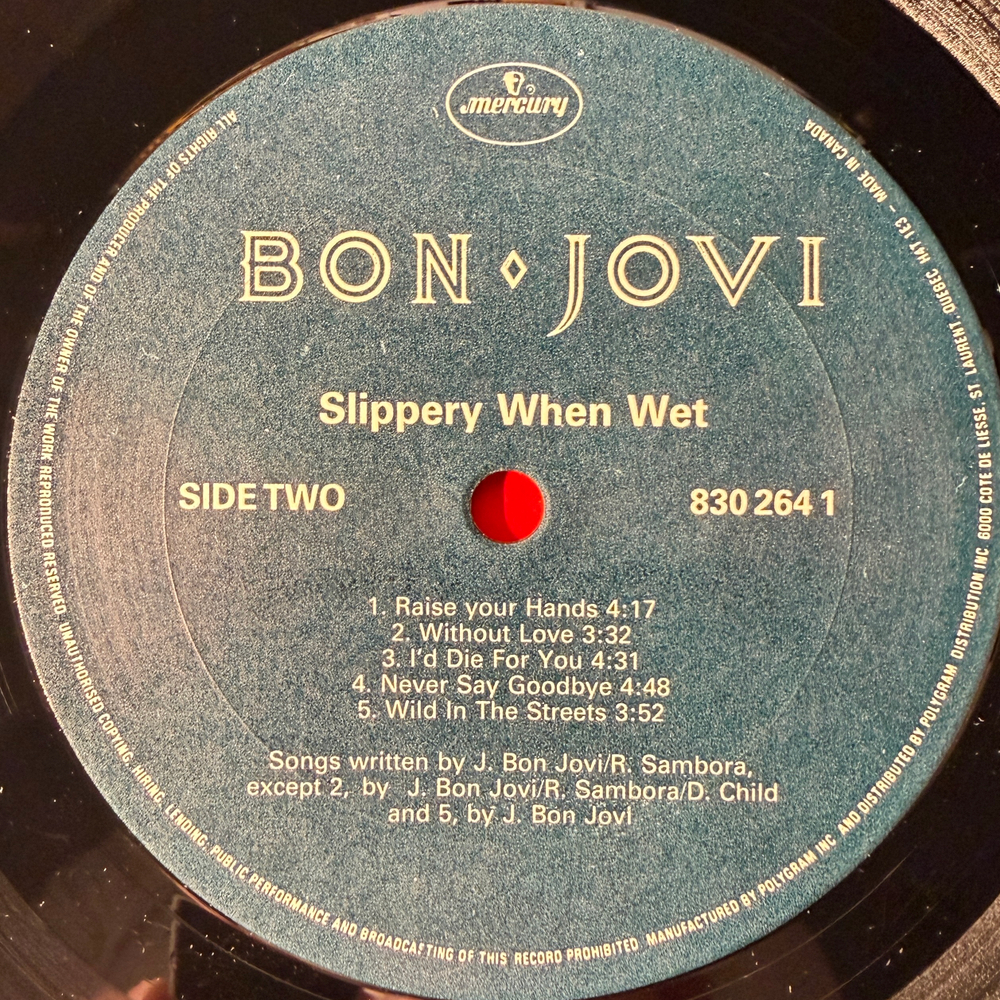 mercury
BON JOVI
Slippery When Wet
SIDE TWO
830 264 1
1. Raise your Hands 4:17
2. Without Love 3:32
3. I'd Die For You 4:31
4. Never Say Goodbye 4:48
5. Wild In The Streets 3:52
Songs written by J. Bon Jovi/R. Sambora,
except 2, by J. Bon Jovi/R. Sambora/D. Child
and 5, by J. Bon Jovi
ALL RIGHTS OF THE PRODUCER AND OF THE OWNER OF THE WORK REPRODUCED RESERVED. UNAUTHORISED COPYING, HIRING, LENDING, PUBLIC PERFORMANCE AND BROADCASTING OF THIS RECORD PROHIBITED. MANUFACTURED BY POLYGRAM INC. AND DISTRIBUTED BY POLYGRAM DISTRIBUTION INC. 6000 COTE DE LIESSE, ST LAURENT, QUEBEC H4T 1E3 – MADE IN CANADA